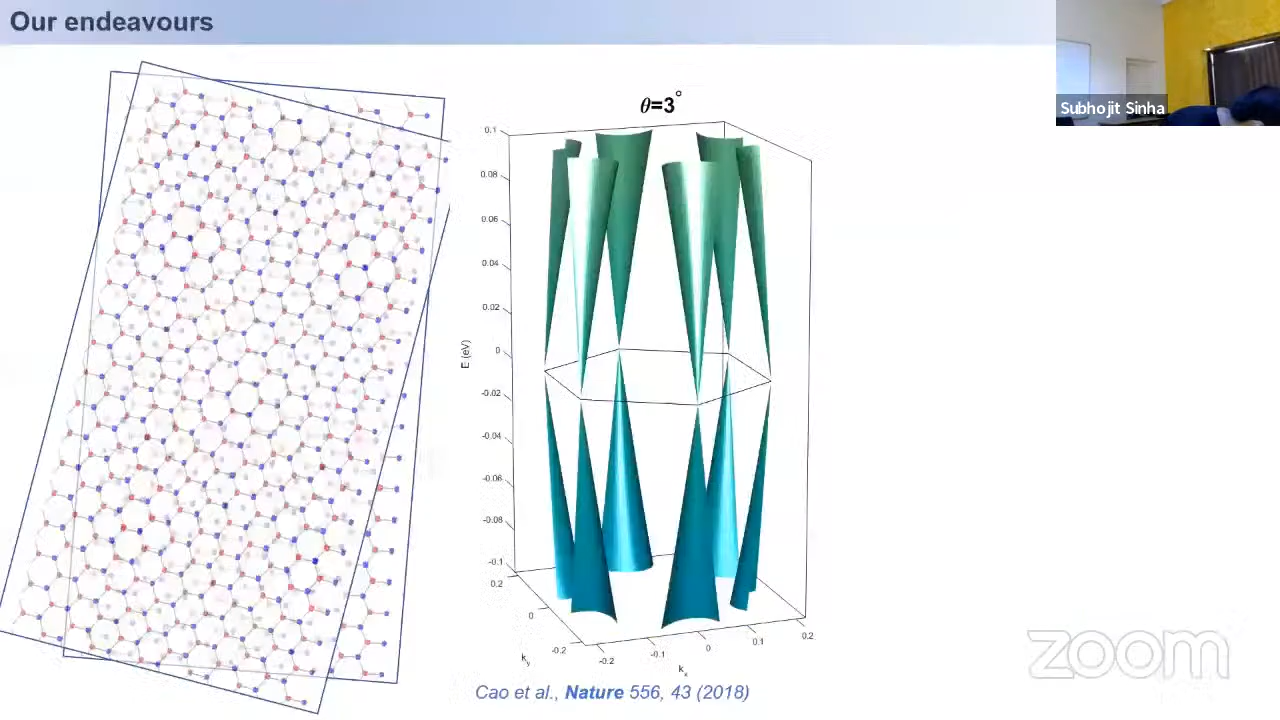 Our endeavours
Subhojit Sinha
θ=3°
0.1
0.08
0.06
0.04
0.02
0
-0.02
-0.04
-0.06
-0.08
-0.1
E (eV)
0.2
0
-0.2
k_y
-0.2
-0.1
0
0.1
0.2
k_x
Cao et al., Nature 556, 43 (2018)
zoom